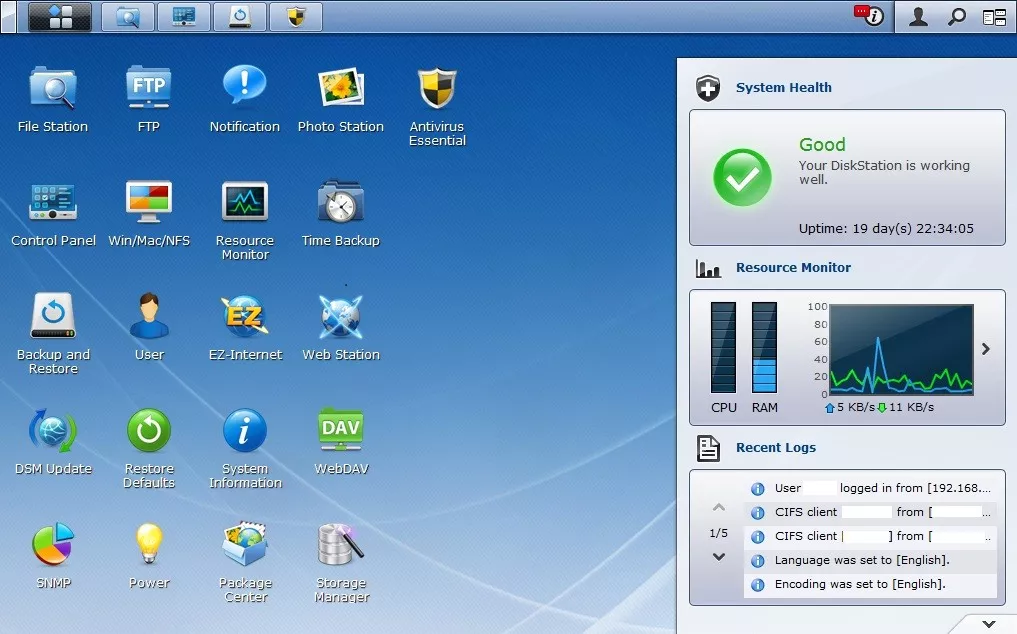 File Station
FTP
FTP
Notification
Photo Station
Antivirus
Essential
Control Panel
Win/Mac/NFS
Resource
Monitor
Time Backup
Backup and
Restore
User
EZ
EZ-Internet
Web Station
DSM Update
Restore
Defaults
System
Information
DAV
WebDAV
SNMP
Power
Package
Center
Storage
Manager
System Health
Good
Your DiskStation is working
well.
Uptime: 19 day(s) 22:34:05
Resource Monitor
100
80
60
40
20
0
CPU
RAM
5 KB/s 11 KB/s
Recent Logs
1/5
User logged in from [192.168....
CIFS client from [ ...
CIFS client [ ] from [ ..
Language was set to [English].
Encoding was set to [English].